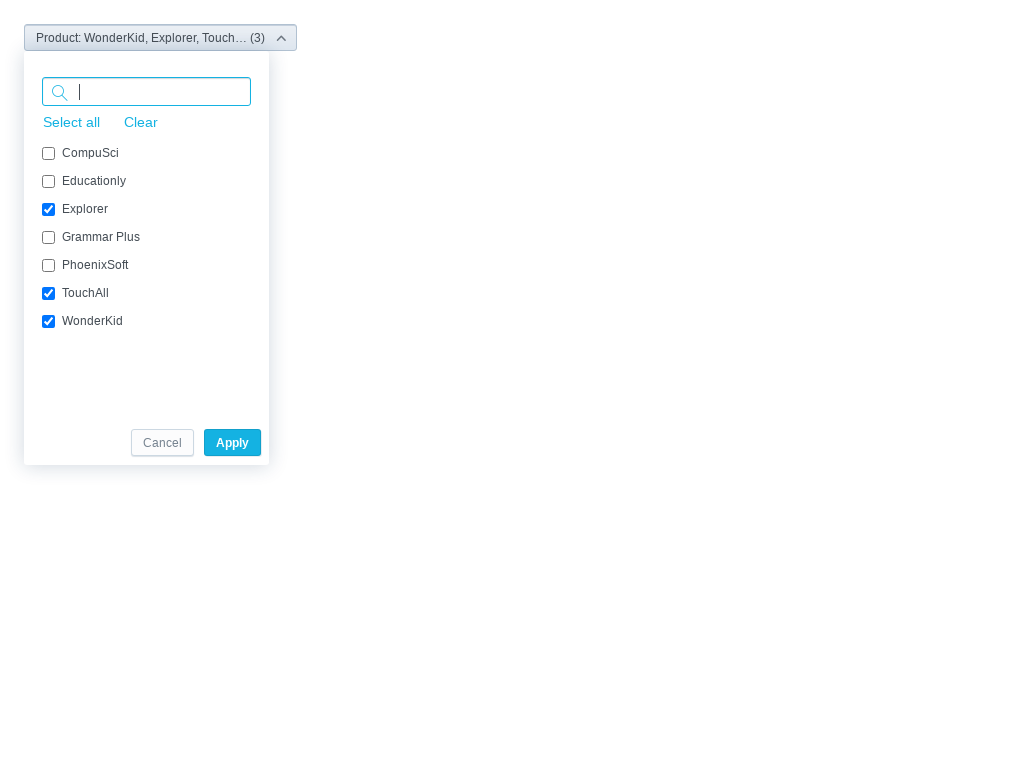 Product: WonderKid, Explorer, Touch… (3)
Select all Clear
CompuSci
Educationly
Explorer
Grammar Plus
PhoenixSoft
TouchAll
WonderKid
Cancel Apply